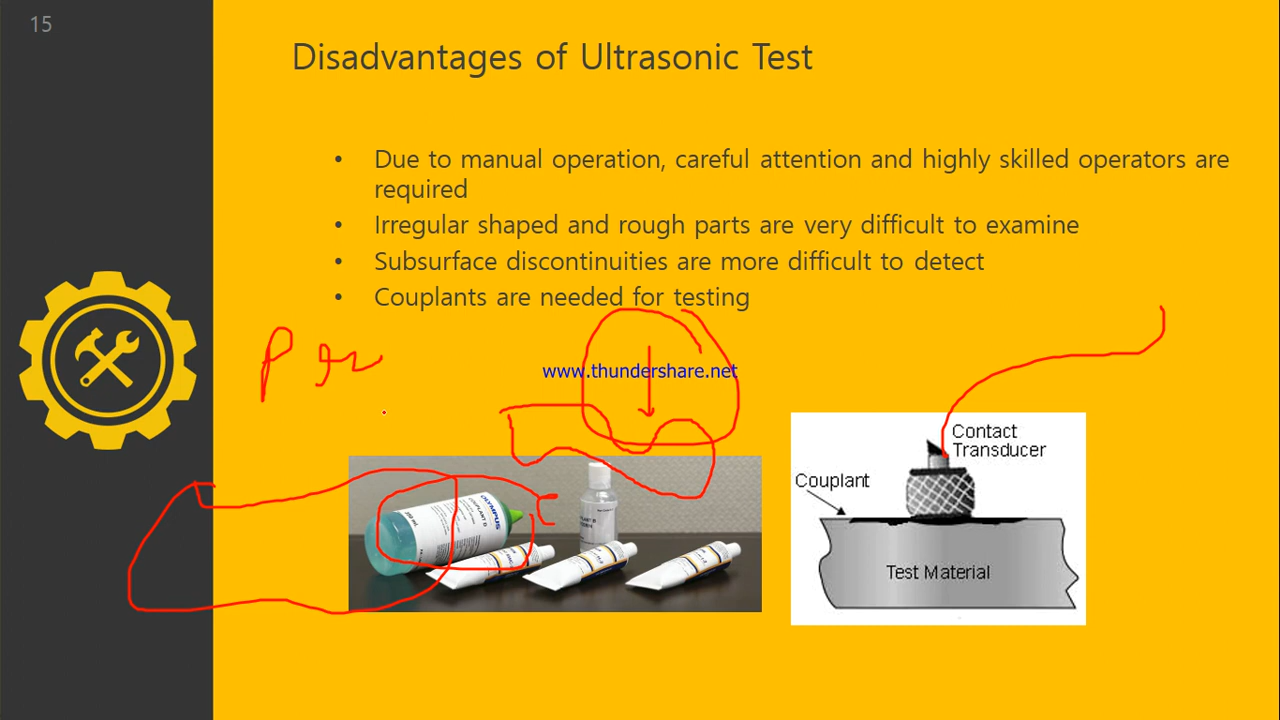 15
Disadvantages of Ultrasonic Test
• Due to manual operation, careful attention and highly skilled operators are
required
• Irregular shaped and rough parts are very difficult to examine
• Subsurface discontinuities are more difficult to detect
• Couplants are needed for testing
www.thundershare.net
Contact
Transducer
Couplant
Test Material
OLYMPUS
COUPLANT D